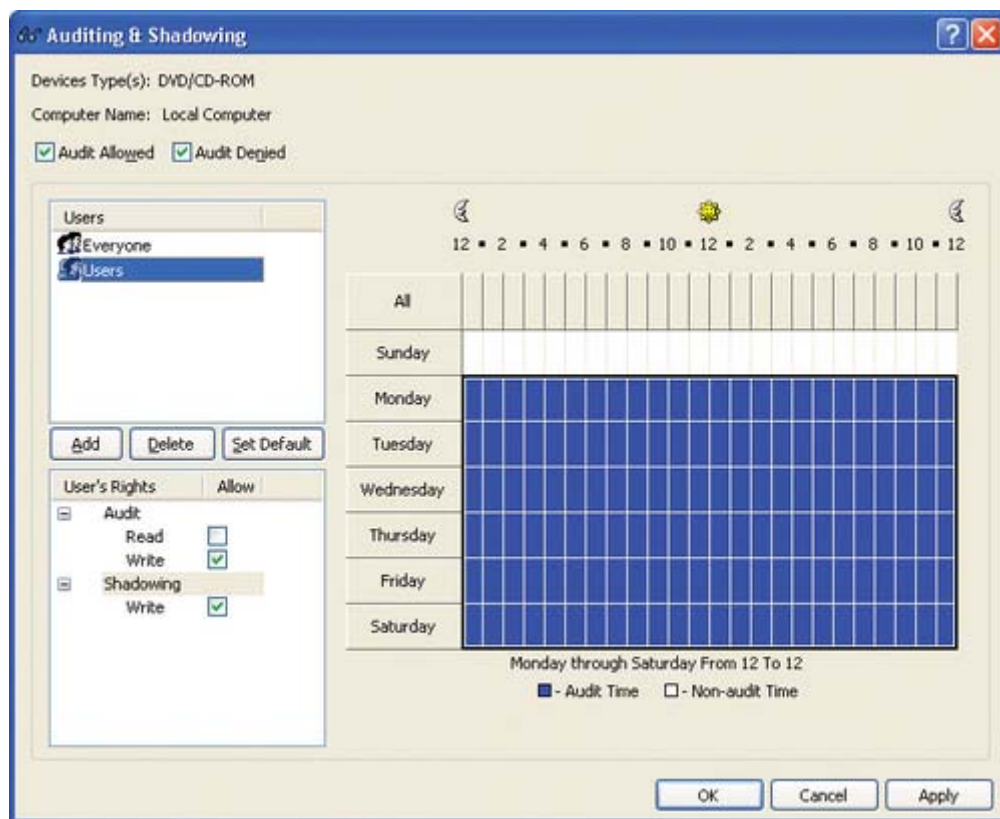 Auditing & Shadowing
Devices Type(s): DVD/CD-ROM
Computer Name: Local Computer
Audit Allowed Audit Denied
Users
Everyone
Users
Add Delete Set Default
User's Rights Allow
Audit
Read
Write
Shadowing
Write
12 • 2 • 4 • 6 • 8 • 10 • 12 • 2 • 4 • 6 • 8 • 10 • 12
All
Sunday
Monday
Tuesday
Wednesday
Thursday
Friday
Saturday
Monday through Saturday From 12 To 12
- Audit Time - Non-audit Time
OK Cancel Apply